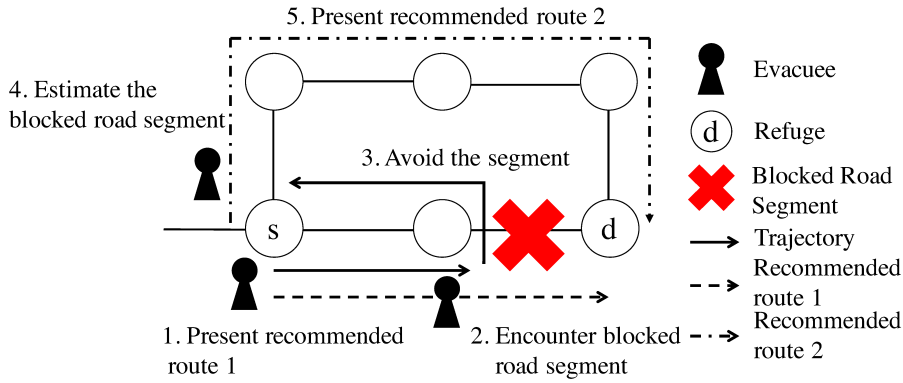 5. Present recommended route 2
4. Estimate the
blocked road segment
3. Avoid the segment
s
d
1. Present recommended
route 1
2. Encounter blocked
road segment
Evacuee
d
Refuge
Blocked Road
Segment
Trajectory
Recommended
route 1
Recommended
route 2